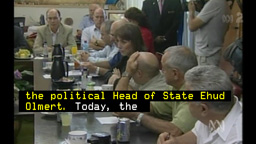 the political Head of State Ehud
Olmert. Today, the